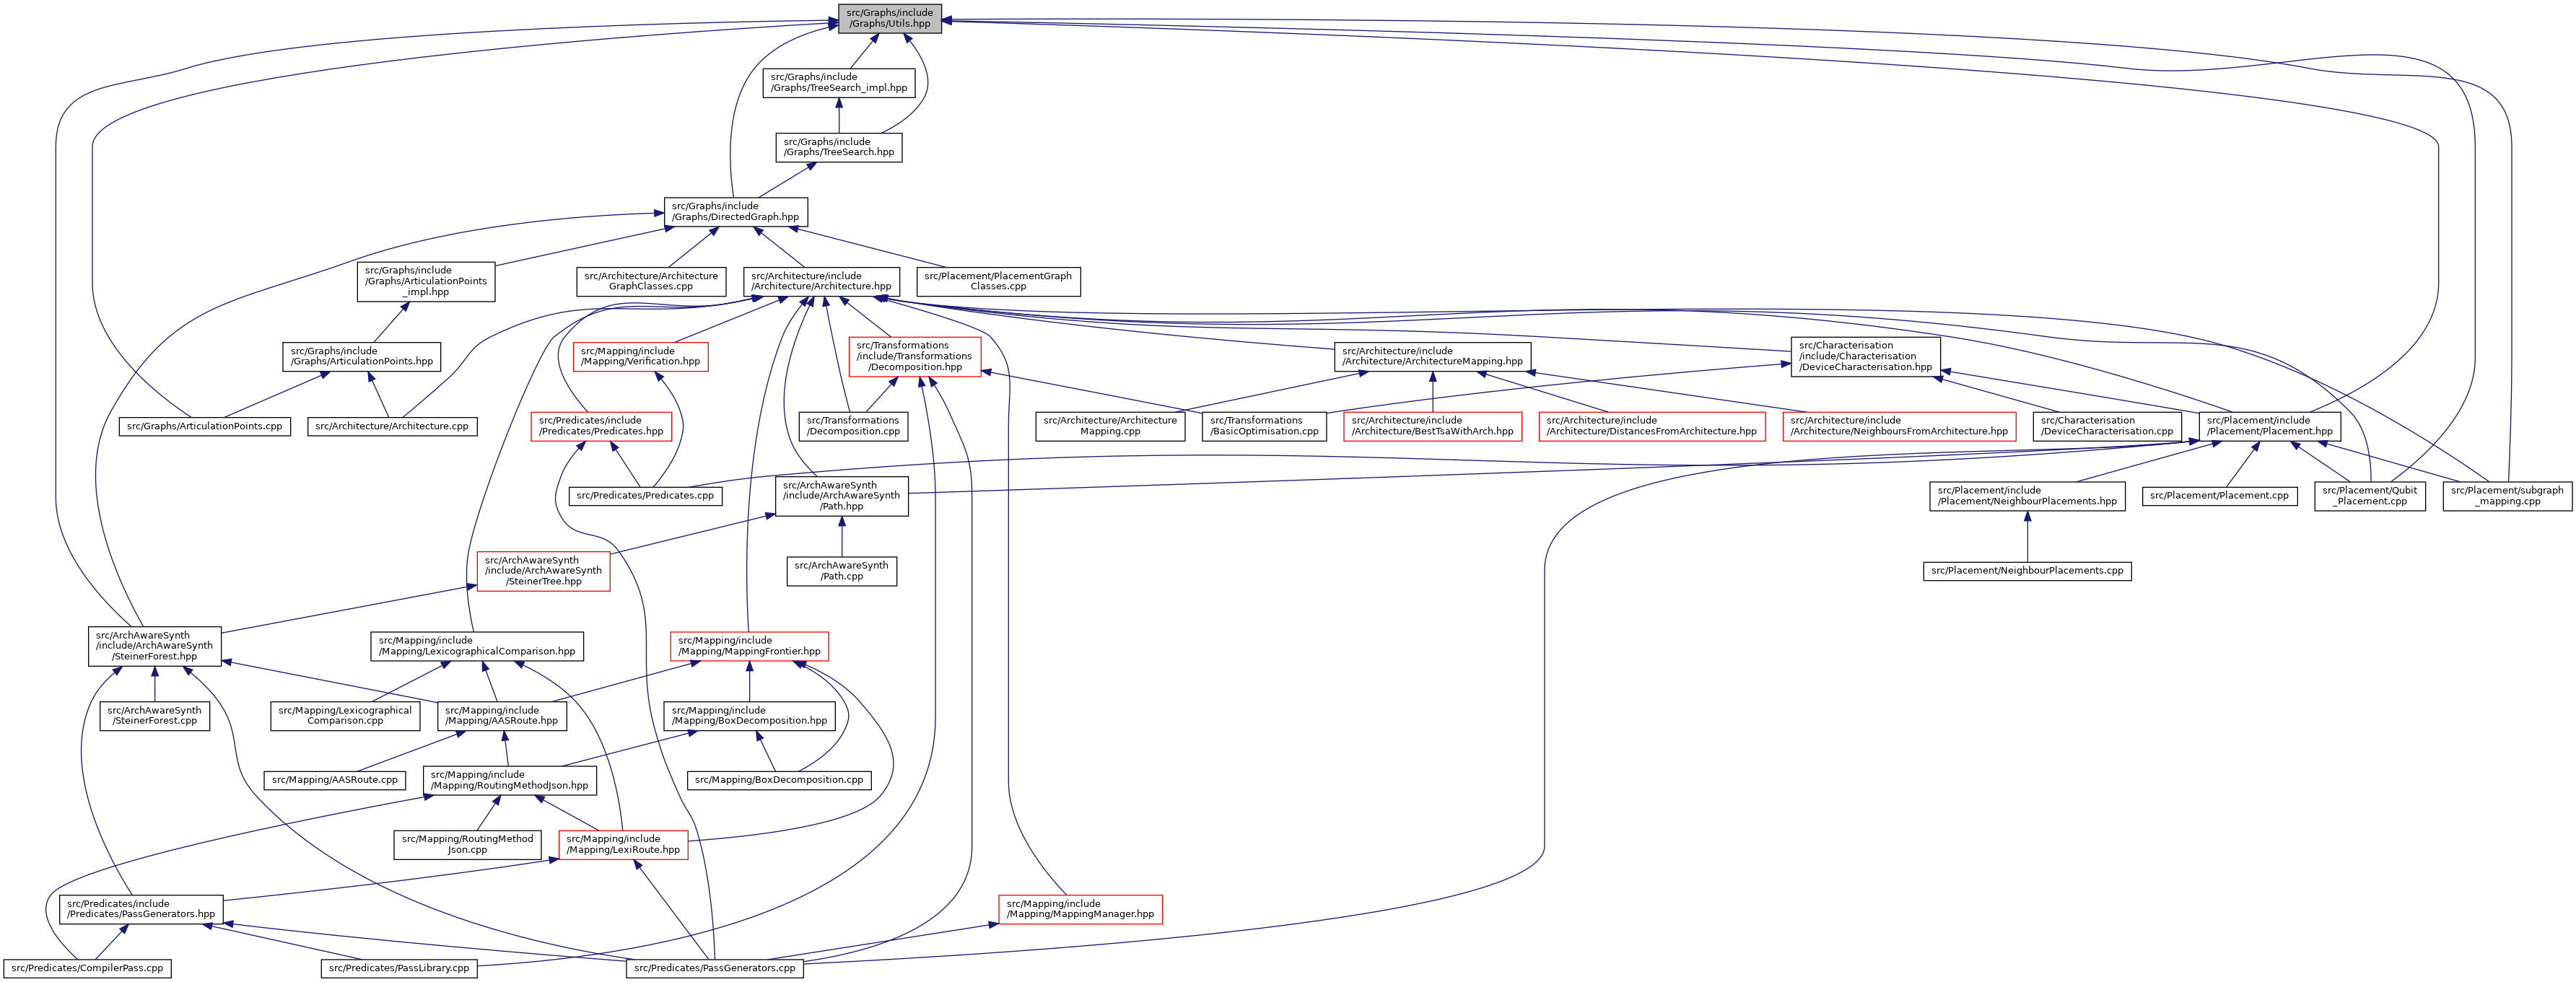 src/Graphs/include
/Graphs/Utils.hpp
src/Graphs/include
/Graphs/TreeSearch_impl.hpp
src/Graphs/include
/Graphs/TreeSearch.hpp
src/Graphs/include
/Graphs/DirectedGraph.hpp
src/Graphs/include
/Graphs/ArticulationPoints
_impl.hpp
src/Architecture/Architecture
GraphClasses.cpp
src/Architecture/include
/Architecture/Architecture.hpp
src/Placement/PlacementGraph
Classes.cpp
src/Graphs/include
/Graphs/ArticulationPoints.hpp
src/Mapping/include
/Mapping/Verification.hpp
src/Transformations
/include/Transformations
/Decomposition.hpp
src/Architecture/include
/Architecture/ArchitectureMapping.hpp
src/Characterisation
/include/Characterisation
/DeviceCharacterisation.hpp
src/Graphs/ArticulationPoints.cpp
src/Architecture/Architecture.cpp
src/Predicates/include
/Predicates/Predicates.hpp
src/Transformations
/Decomposition.cpp
src/Architecture/Architecture
Mapping.cpp
src/Transformations
/BasicOptimisation.cpp
src/Architecture/include
/Architecture/BestTsaWithArch.hpp
src/Architecture/include
/Architecture/DistancesFromArchitecture.hpp
src/Architecture/include
/Architecture/NeighboursFromArchitecture.hpp
src/Characterisation
/DeviceCharacterisation.cpp
src/Placement/include
/Placement/Placement.hpp
src/Predicates/Predicates.cpp
src/ArchAwareSynth
/include/ArchAwareSynth
/Path.hpp
src/Placement/include
/Placement/NeighbourPlacements.hpp
src/Placement/Placement.cpp
src/Placement/Qubit
_Placement.cpp
src/Placement/subgraph
_mapping.cpp
src/ArchAwareSynth
/include/ArchAwareSynth
/SteinerTree.hpp
src/ArchAwareSynth
/Path.cpp
src/Placement/NeighbourPlacements.cpp
src/ArchAwareSynth
/include/ArchAwareSynth
/SteinerForest.hpp
src/Mapping/include
/Mapping/LexicographicalComparison.hpp
src/Mapping/include
/Mapping/MappingFrontier.hpp
src/ArchAwareSynth
/SteinerForest.cpp
src/Mapping/Lexicographical
Comparison.cpp
src/Mapping/include
/Mapping/AASRoute.hpp
src/Mapping/include
/Mapping/BoxDecomposition.hpp
src/Mapping/AASRoute.cpp
src/Mapping/include
/Mapping/RoutingMethodJson.hpp
src/Mapping/BoxDecomposition.cpp
src/Mapping/RoutingMethod
Json.cpp
src/Mapping/include
/Mapping/LexiRoute.hpp
src/Predicates/include
/Predicates/PassGenerators.hpp
src/Mapping/include
/Mapping/MappingManager.hpp
src/Predicates/CompilerPass.cpp
src/Predicates/PassLibrary.cpp
src/Predicates/PassGenerators.cpp